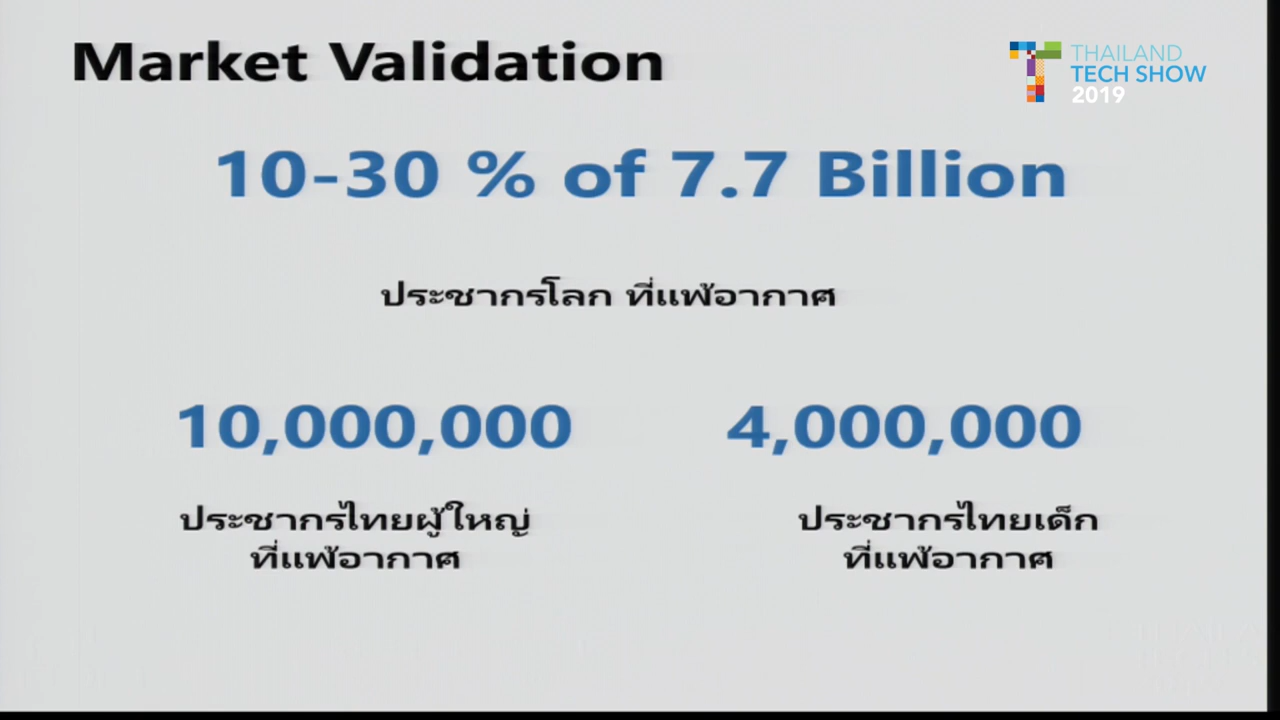 Market Validation
THAILAND
TECH SHOW
2019
10-30 % of 7.7 Billion
ประชากรโลก ที่แพ้อากาศ
10,000,000
4,000,000
ประชากรไทยผู้ใหญ่
ที่แพ้อากาศ
ประชากรไทยเด็ก
ที่แพ้อากาศ